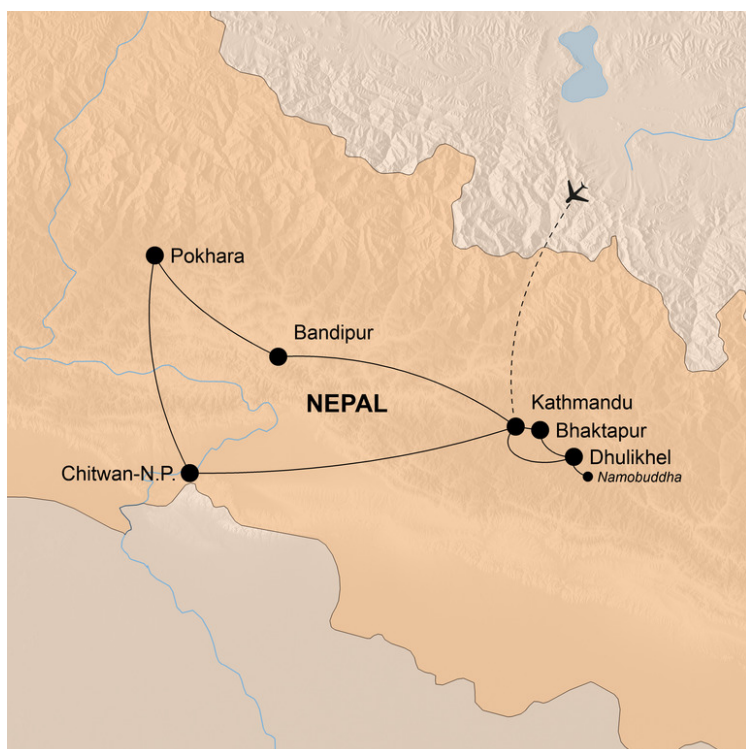 Pokhara
Bandipur
NEPAL
Kathmandu
Bhaktapur
Dhulikhel
Chitwan-N.P.
Namobuddha